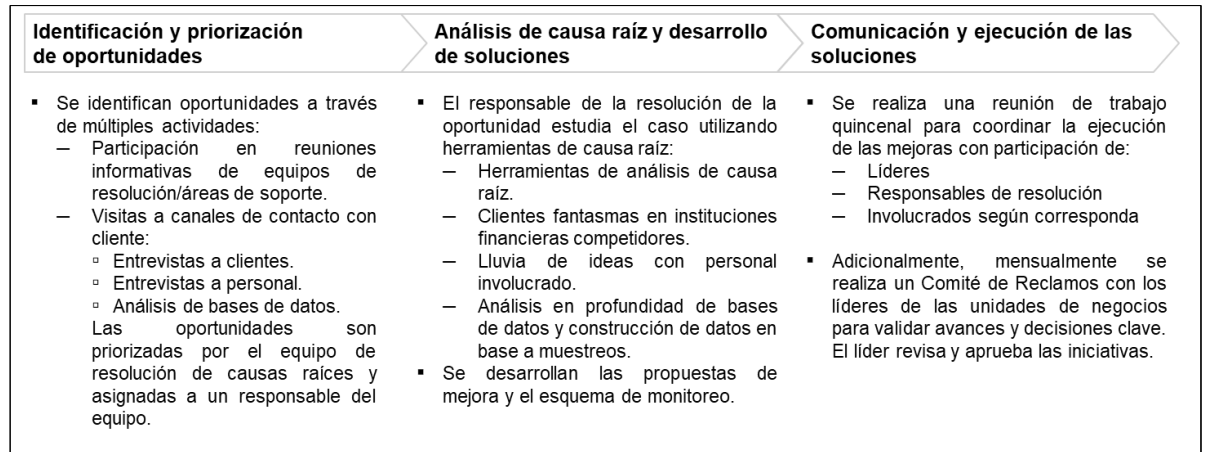 Identificación y priorización
de oportunidades
▪ Se identifican oportunidades a través
de múltiples actividades:
─ Participación en reuniones
informativas de equipos de
resolución/áreas de soporte.
─ Visitas a canales de contacto con
cliente:
▫ Entrevistas a clientes.
▫ Entrevistas a personal.
▫ Análisis de bases de datos.
Las oportunidades son
priorizadas por el equipo de
resolución de causas raíces y
asignadas a un responsable del
equipo.
Análisis de causa raíz y desarrollo
de soluciones
▪ El responsable de la resolución de la
oportunidad estudia el caso utilizando
herramientas de causa raíz:
─ Herramientas de análisis de causa
raíz.
─ Clientes fantasmas en instituciones
financieras competidores.
─ Lluvia de ideas con personal
involucrado.
─ Análisis en profundidad de bases
de datos y construcción de datos en
base a muestreos.
▪ Se desarrollan las propuestas de
mejora y el esquema de monitoreo.
Comunicación y ejecución de las
soluciones
▪ Se realiza una reunión de trabajo
quincenal para coordinar la ejecución
de las mejoras con participación de:
─ Líderes
─ Responsables de resolución
─ Involucrados según corresponda
▪ Adicionalmente, mensualmente se
realiza un Comité de Reclamos con los
líderes de las unidades de negocios
para validar avances y decisiones clave.
El líder revisa y aprueba las iniciativas.